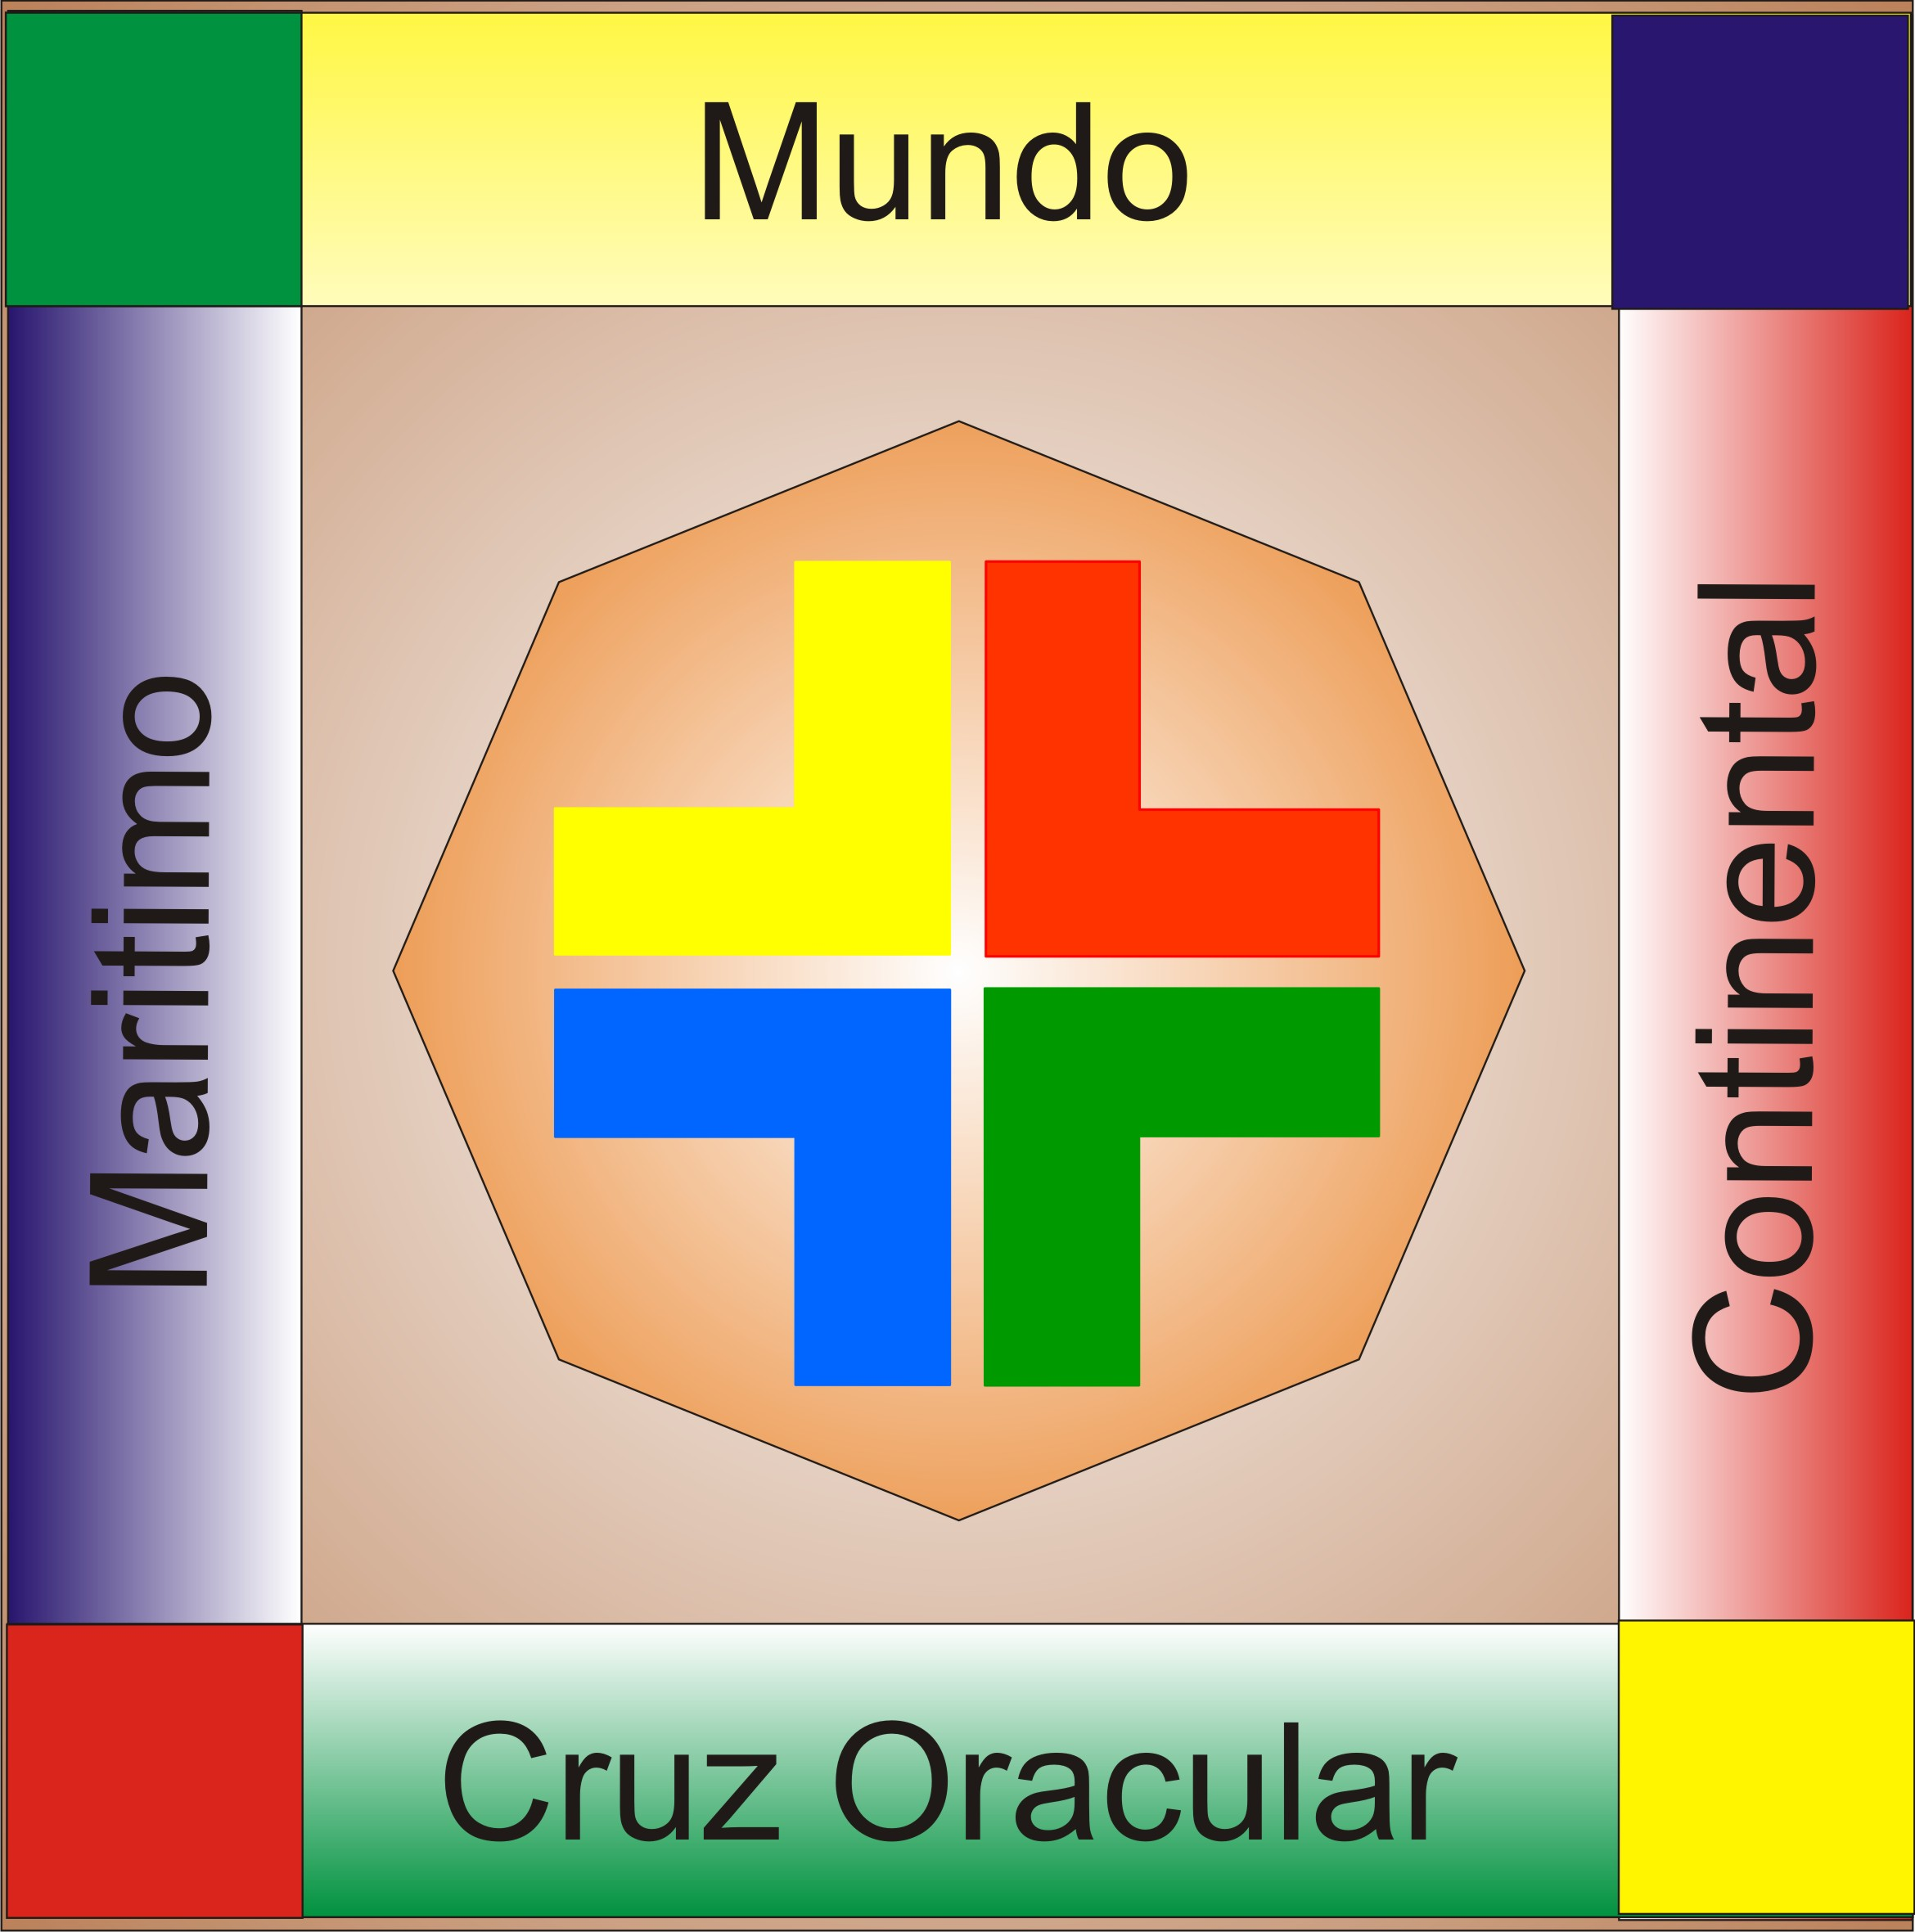 Mundo
Maritimo
Continental
Cruz Oracular